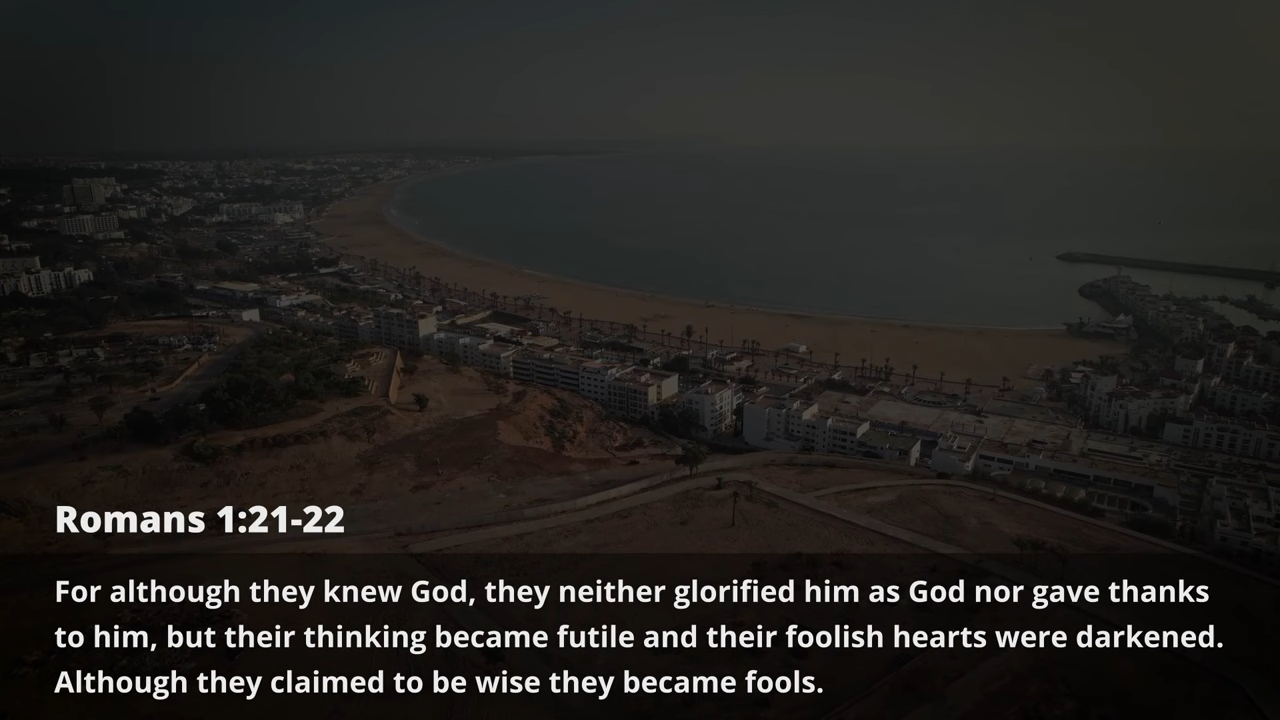 Romans 1:21-22
For although they knew God, they neither glorified him as God nor gave thanks
to him, but their thinking became futile and their foolish hearts were darkened.
Although they claimed to be wise they became fools.